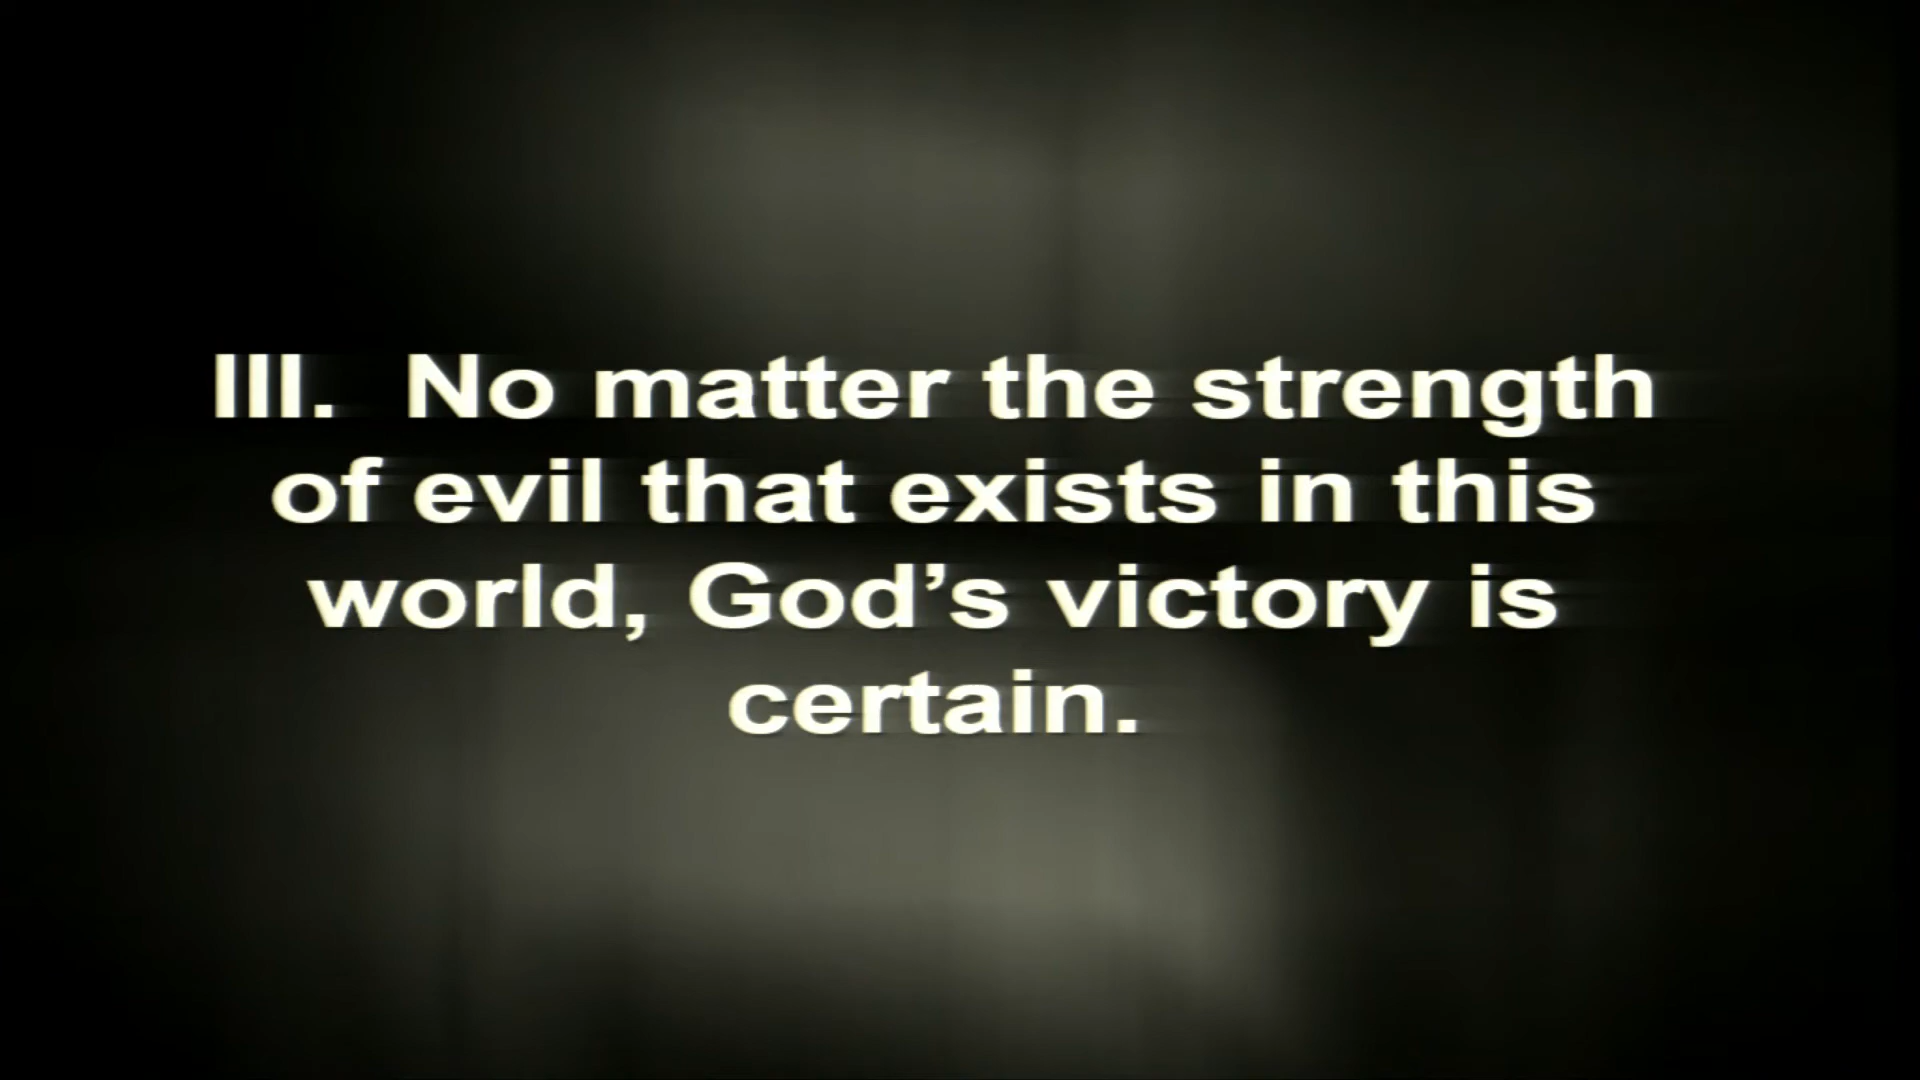 III.  No matter the strength
of evil that exists in this
world, God’s victory is
certain.